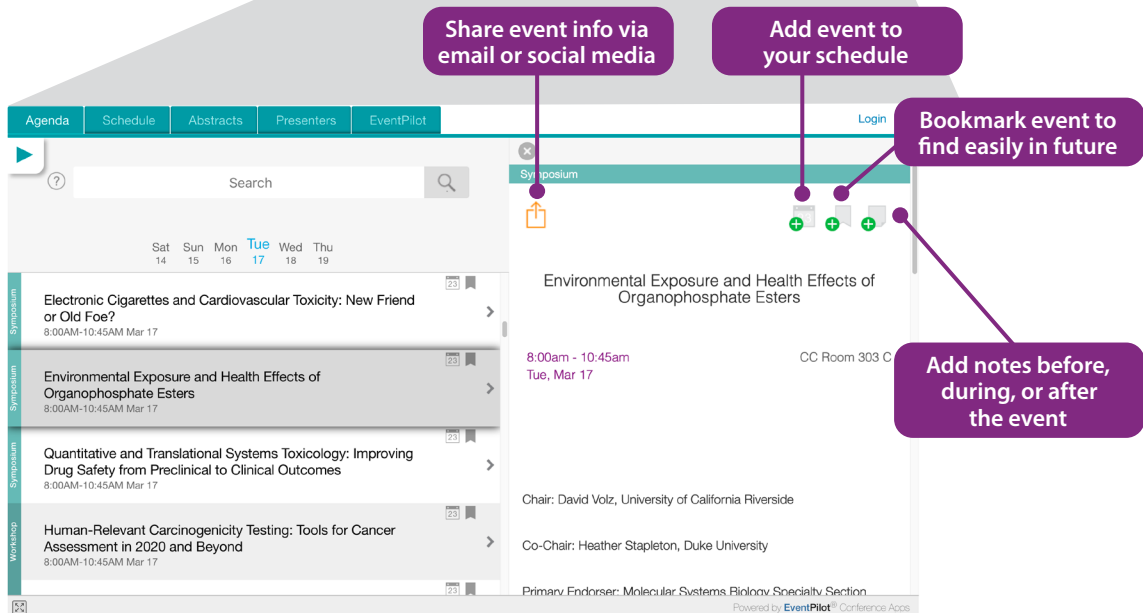 Share event info via
email or social media
Add event to
your schedule
Agenda
Schedule
Abstracts
Presenters
EventPilot
Login
Bookmark event to
find easily in future
?
Search
Symposium
Sat Sun Mon Tue Wed Thu
14 15 16 17 18 19
Symposium
23
Electronic Cigarettes and Cardiovascular Toxicity: New Friend
or Old Foe?
8:00AM-10:45AM Mar 17
Symposium
23
Environmental Exposure and Health Effects of
Organophosphate Esters
8:00AM-10:45AM Mar 17
Symposium
23
Quantitative and Translational Systems Toxicology: Improving
Drug Safety from Preclinical to Clinical Outcomes
8:00AM-10:45AM Mar 17
Workshop
23
Human-Relevant Carcinogenicity Testing: Tools for Cancer
Assessment in 2020 and Beyond
8:00AM-10:45AM Mar 17
23
Environmental Exposure and Health Effects of
Organophosphate Esters
8:00am - 10:45am
Tue, Mar 17
CC Room 303 C
Add notes before,
during, or after
the event
Chair: David Volz, University of California Riverside
Co-Chair: Heather Stapleton, Duke University
Primary Endorser: Molecular Systems Biology Specialty Section
Powered by EventPilot® Conference Apps